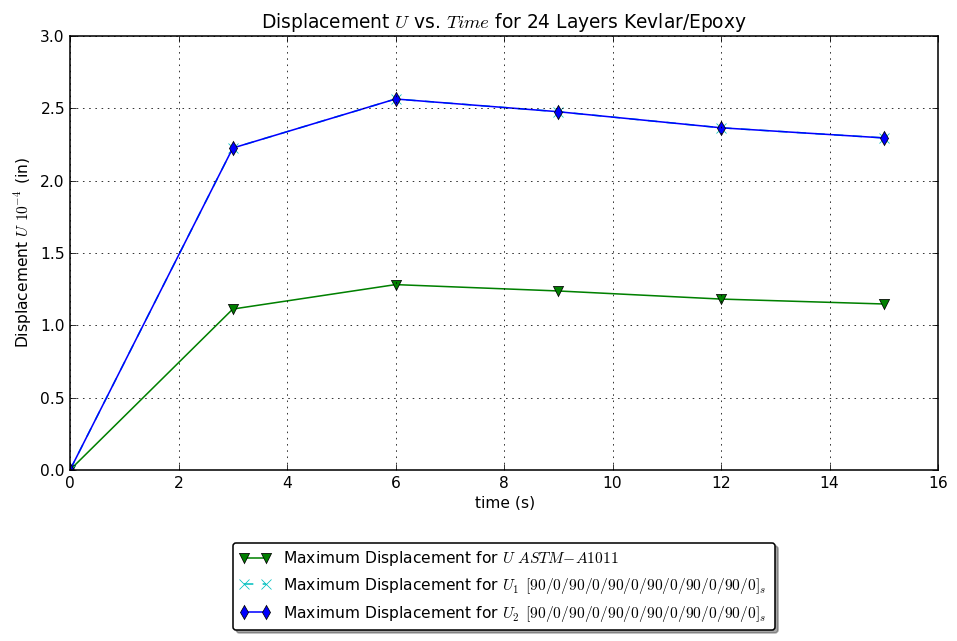 Displacement U vs. Time for 24 Layers Kevlar/Epoxy
3.0
2.5
2.0
1.5
1.0
0.5
0.0
Displacement U 10⁻⁴ (in)
0 2 4 6 8 10 12 14 16
time (s)
Maximum Displacement for U ASTM−A1011
Maximum Displacement for U₁ [90/0/90/0/90/0/90/0/90/0/90/0]ₛ
Maximum Displacement for U₂ [90/0/90/0/90/0/90/0/90/0/90/0]ₛ